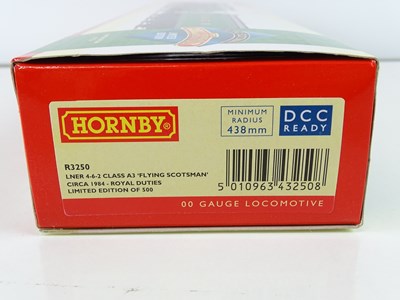 HORNBY
MINIMUM
RADIUS
438mm
DCC
READY
R3250
LNER 4-6-2 CLASS A3 'FLYING SCOTSMAN'
CIRCA 1984 - ROYAL DUTIES
LIMITED EDITION OF 500
5 010963 432508
00 GAUGE LOCOMOTIVE